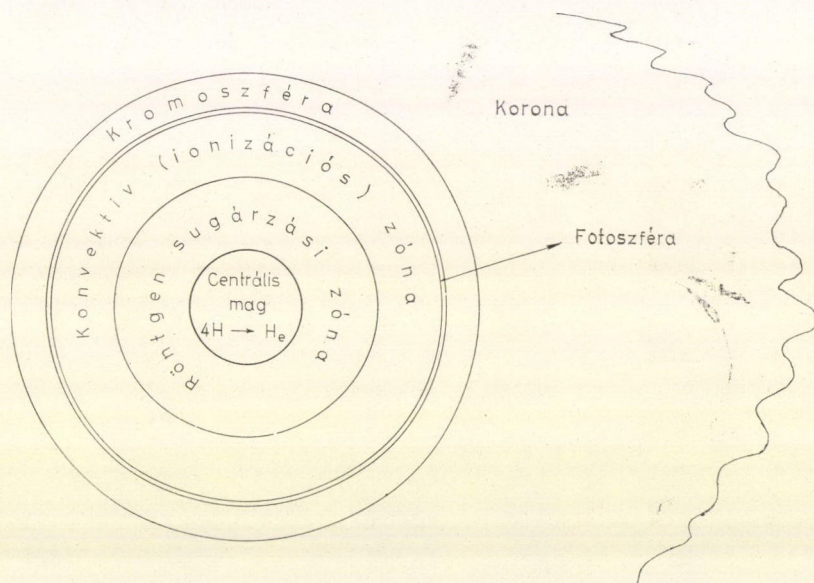 Kromoszféra
Konvektív (ionizációs) zóna
Röntgen sugárzási zóna
Centrális
mag
4H → He
Korona
Fotoszféra